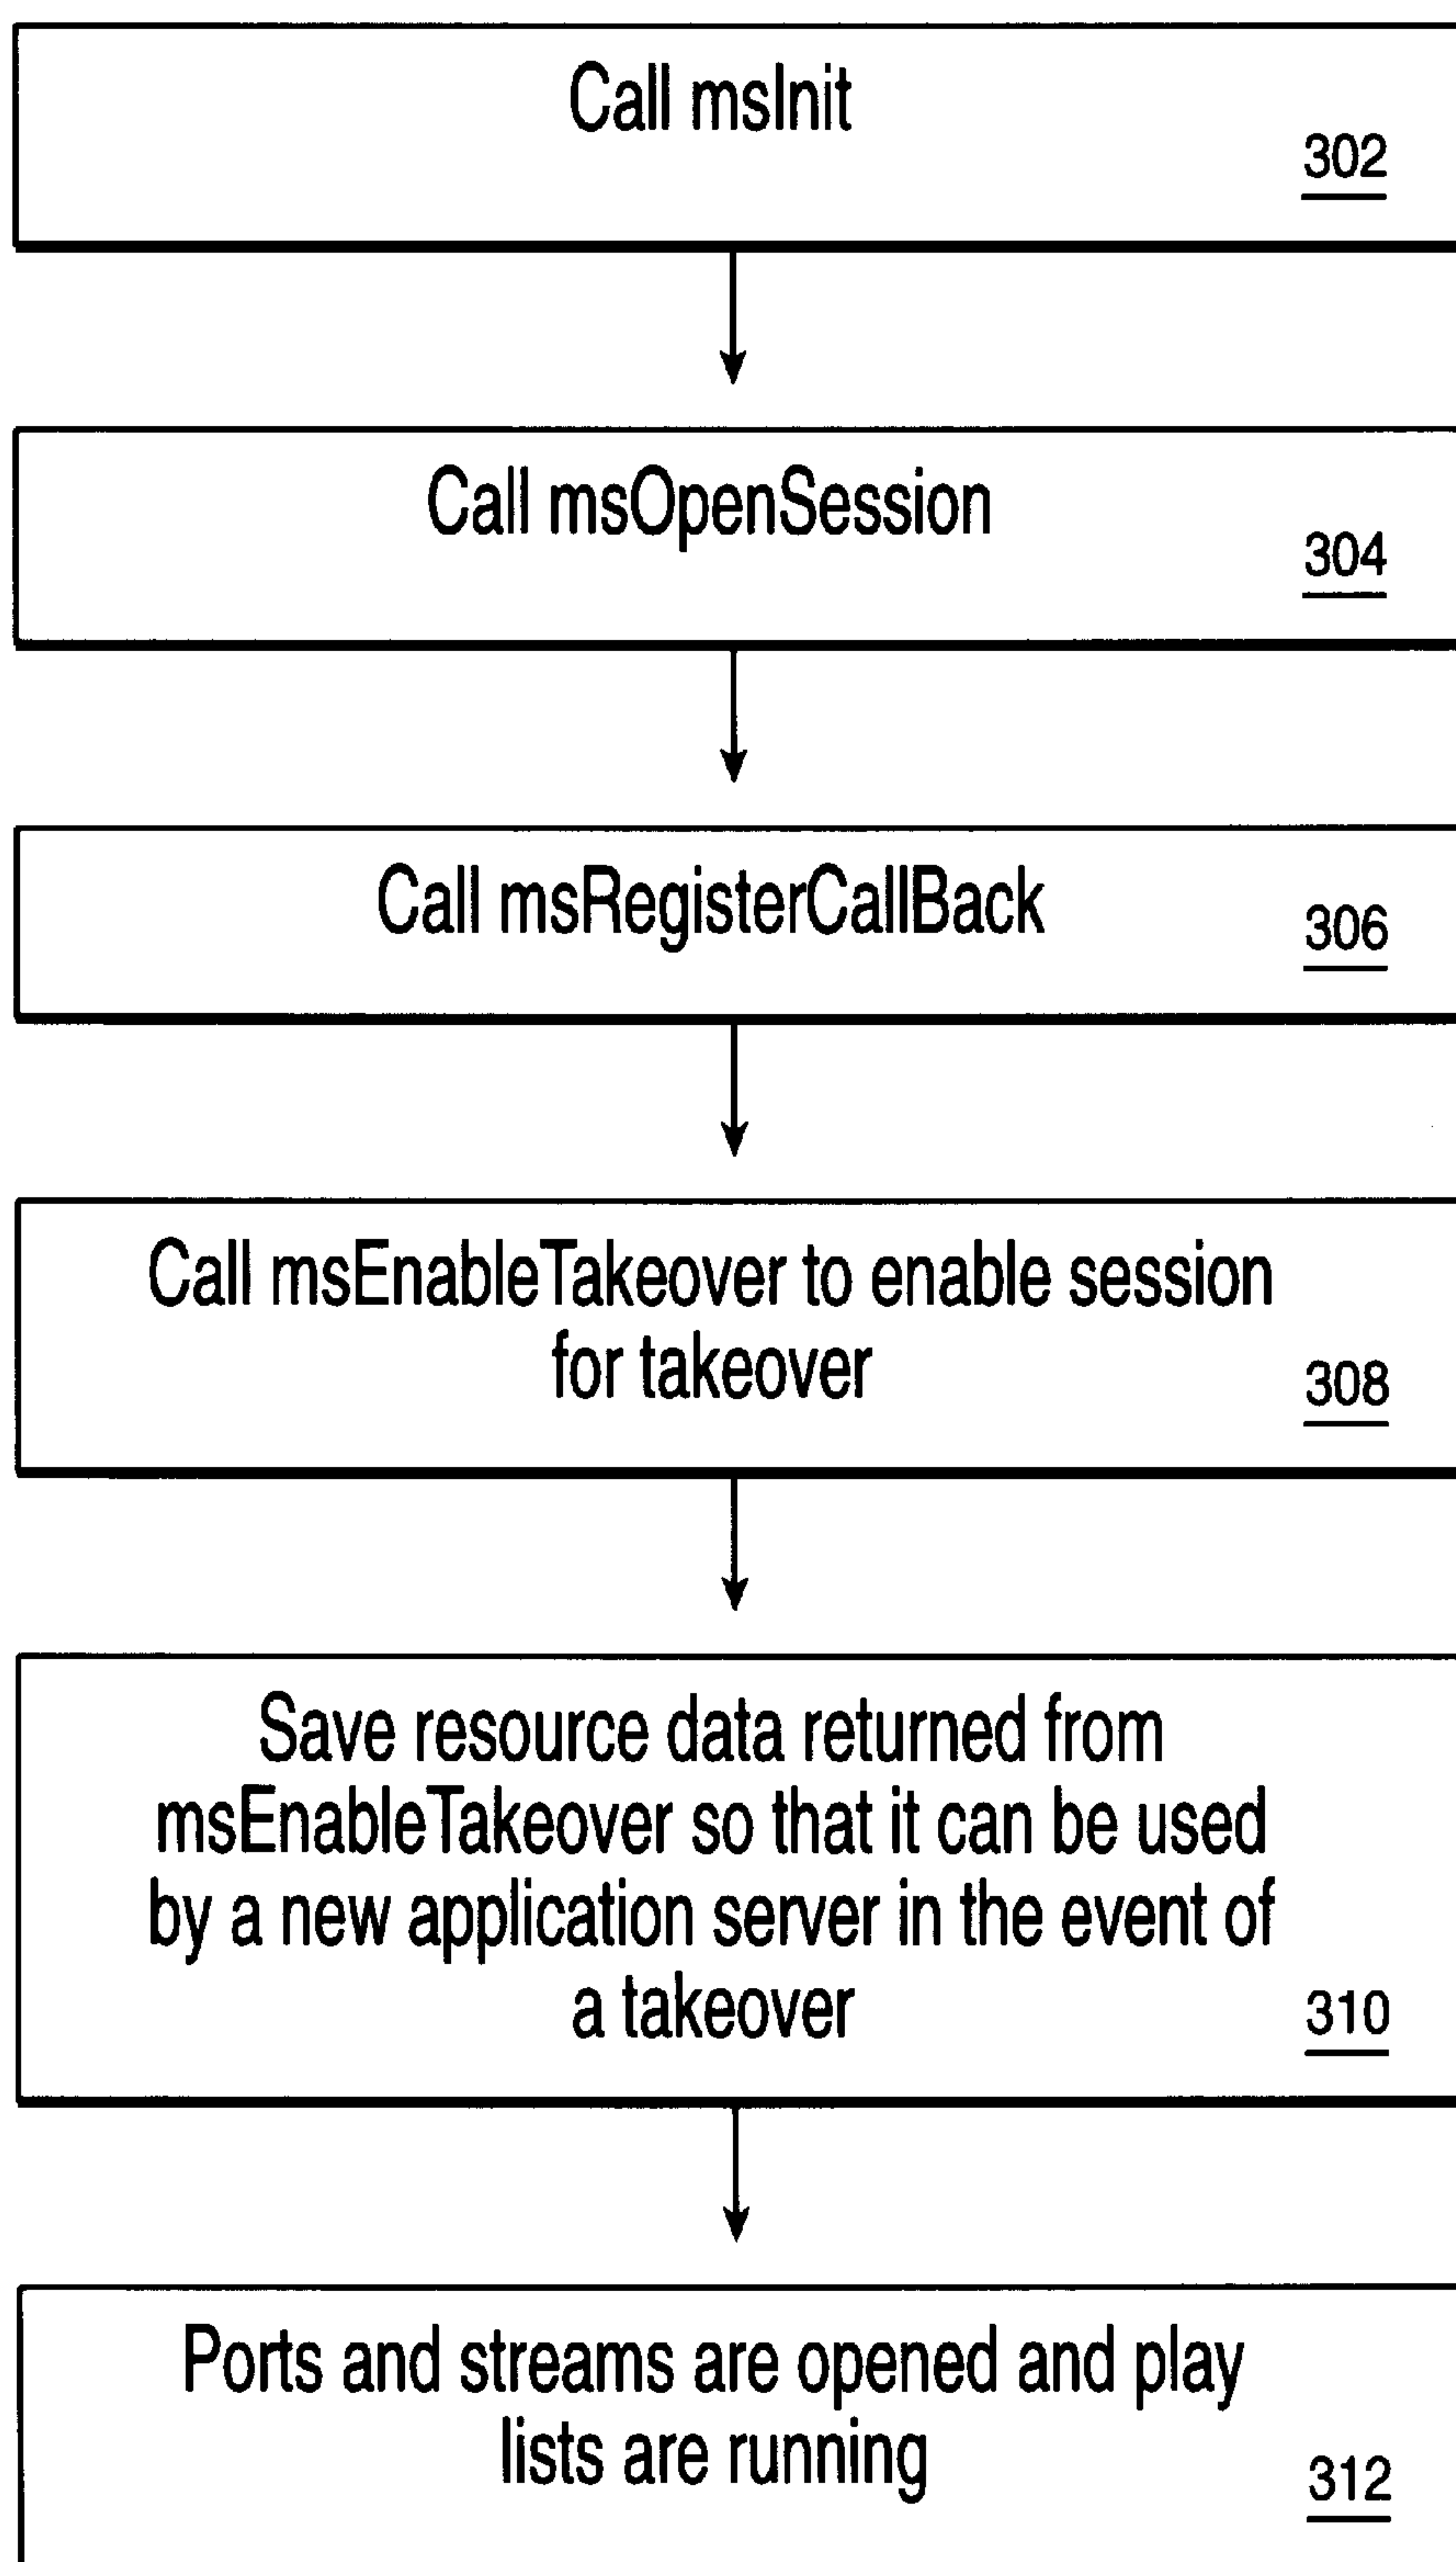 Call msInit
302
Call msOpenSession
304
Call msRegisterCallBack
306
Call msEnableTakeover to enable session
for takeover
308
Save resource data returned from
msEnableTakeover so that it can be used
by a new application server in the event of
a takeover
310
Ports and streams are opened and play
lists are running
312